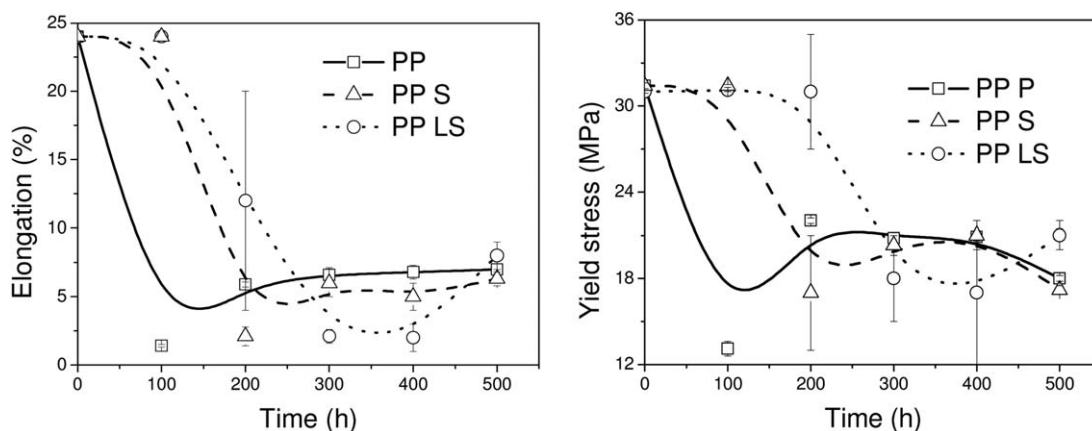 25
20
15
10
5
0
Elongation (%)
PP
PP S
PP LS
0 100 200 300 400 500
Time (h)
36
30
24
18
12
Yield stress (MPa)
PP P
PP S
PP LS
0 100 200 300 400 500
Time (h)